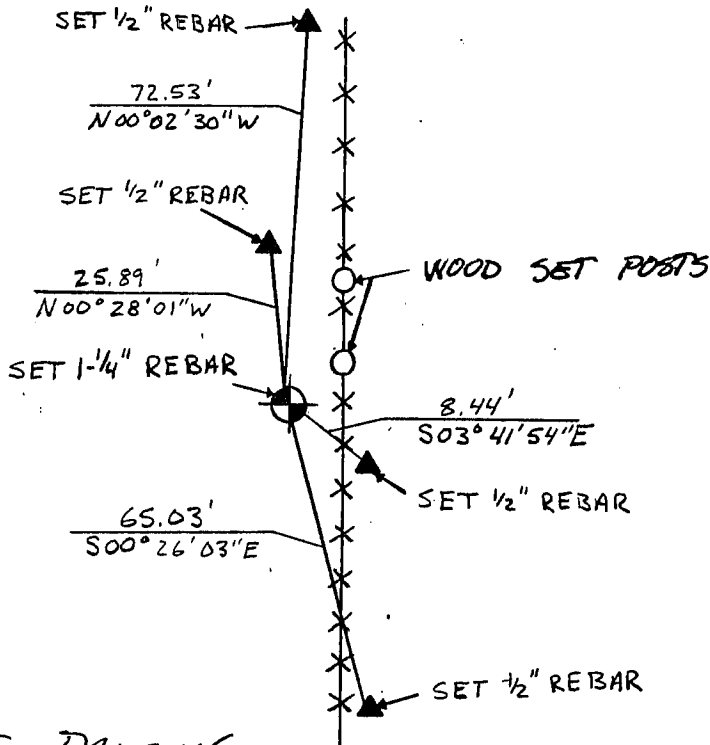 SET 1/2" REBAR
72.53'
N00°02'30"W
SET 1/2" REBAR
WOOD SET POSTS
25.89'
N00°28'01"W
SET 1-1/4" REBAR
8.44'
S03°41'54"E
SET 1/2" REBAR
65.03'
S00°26'03"E
SET 1/2" REBAR